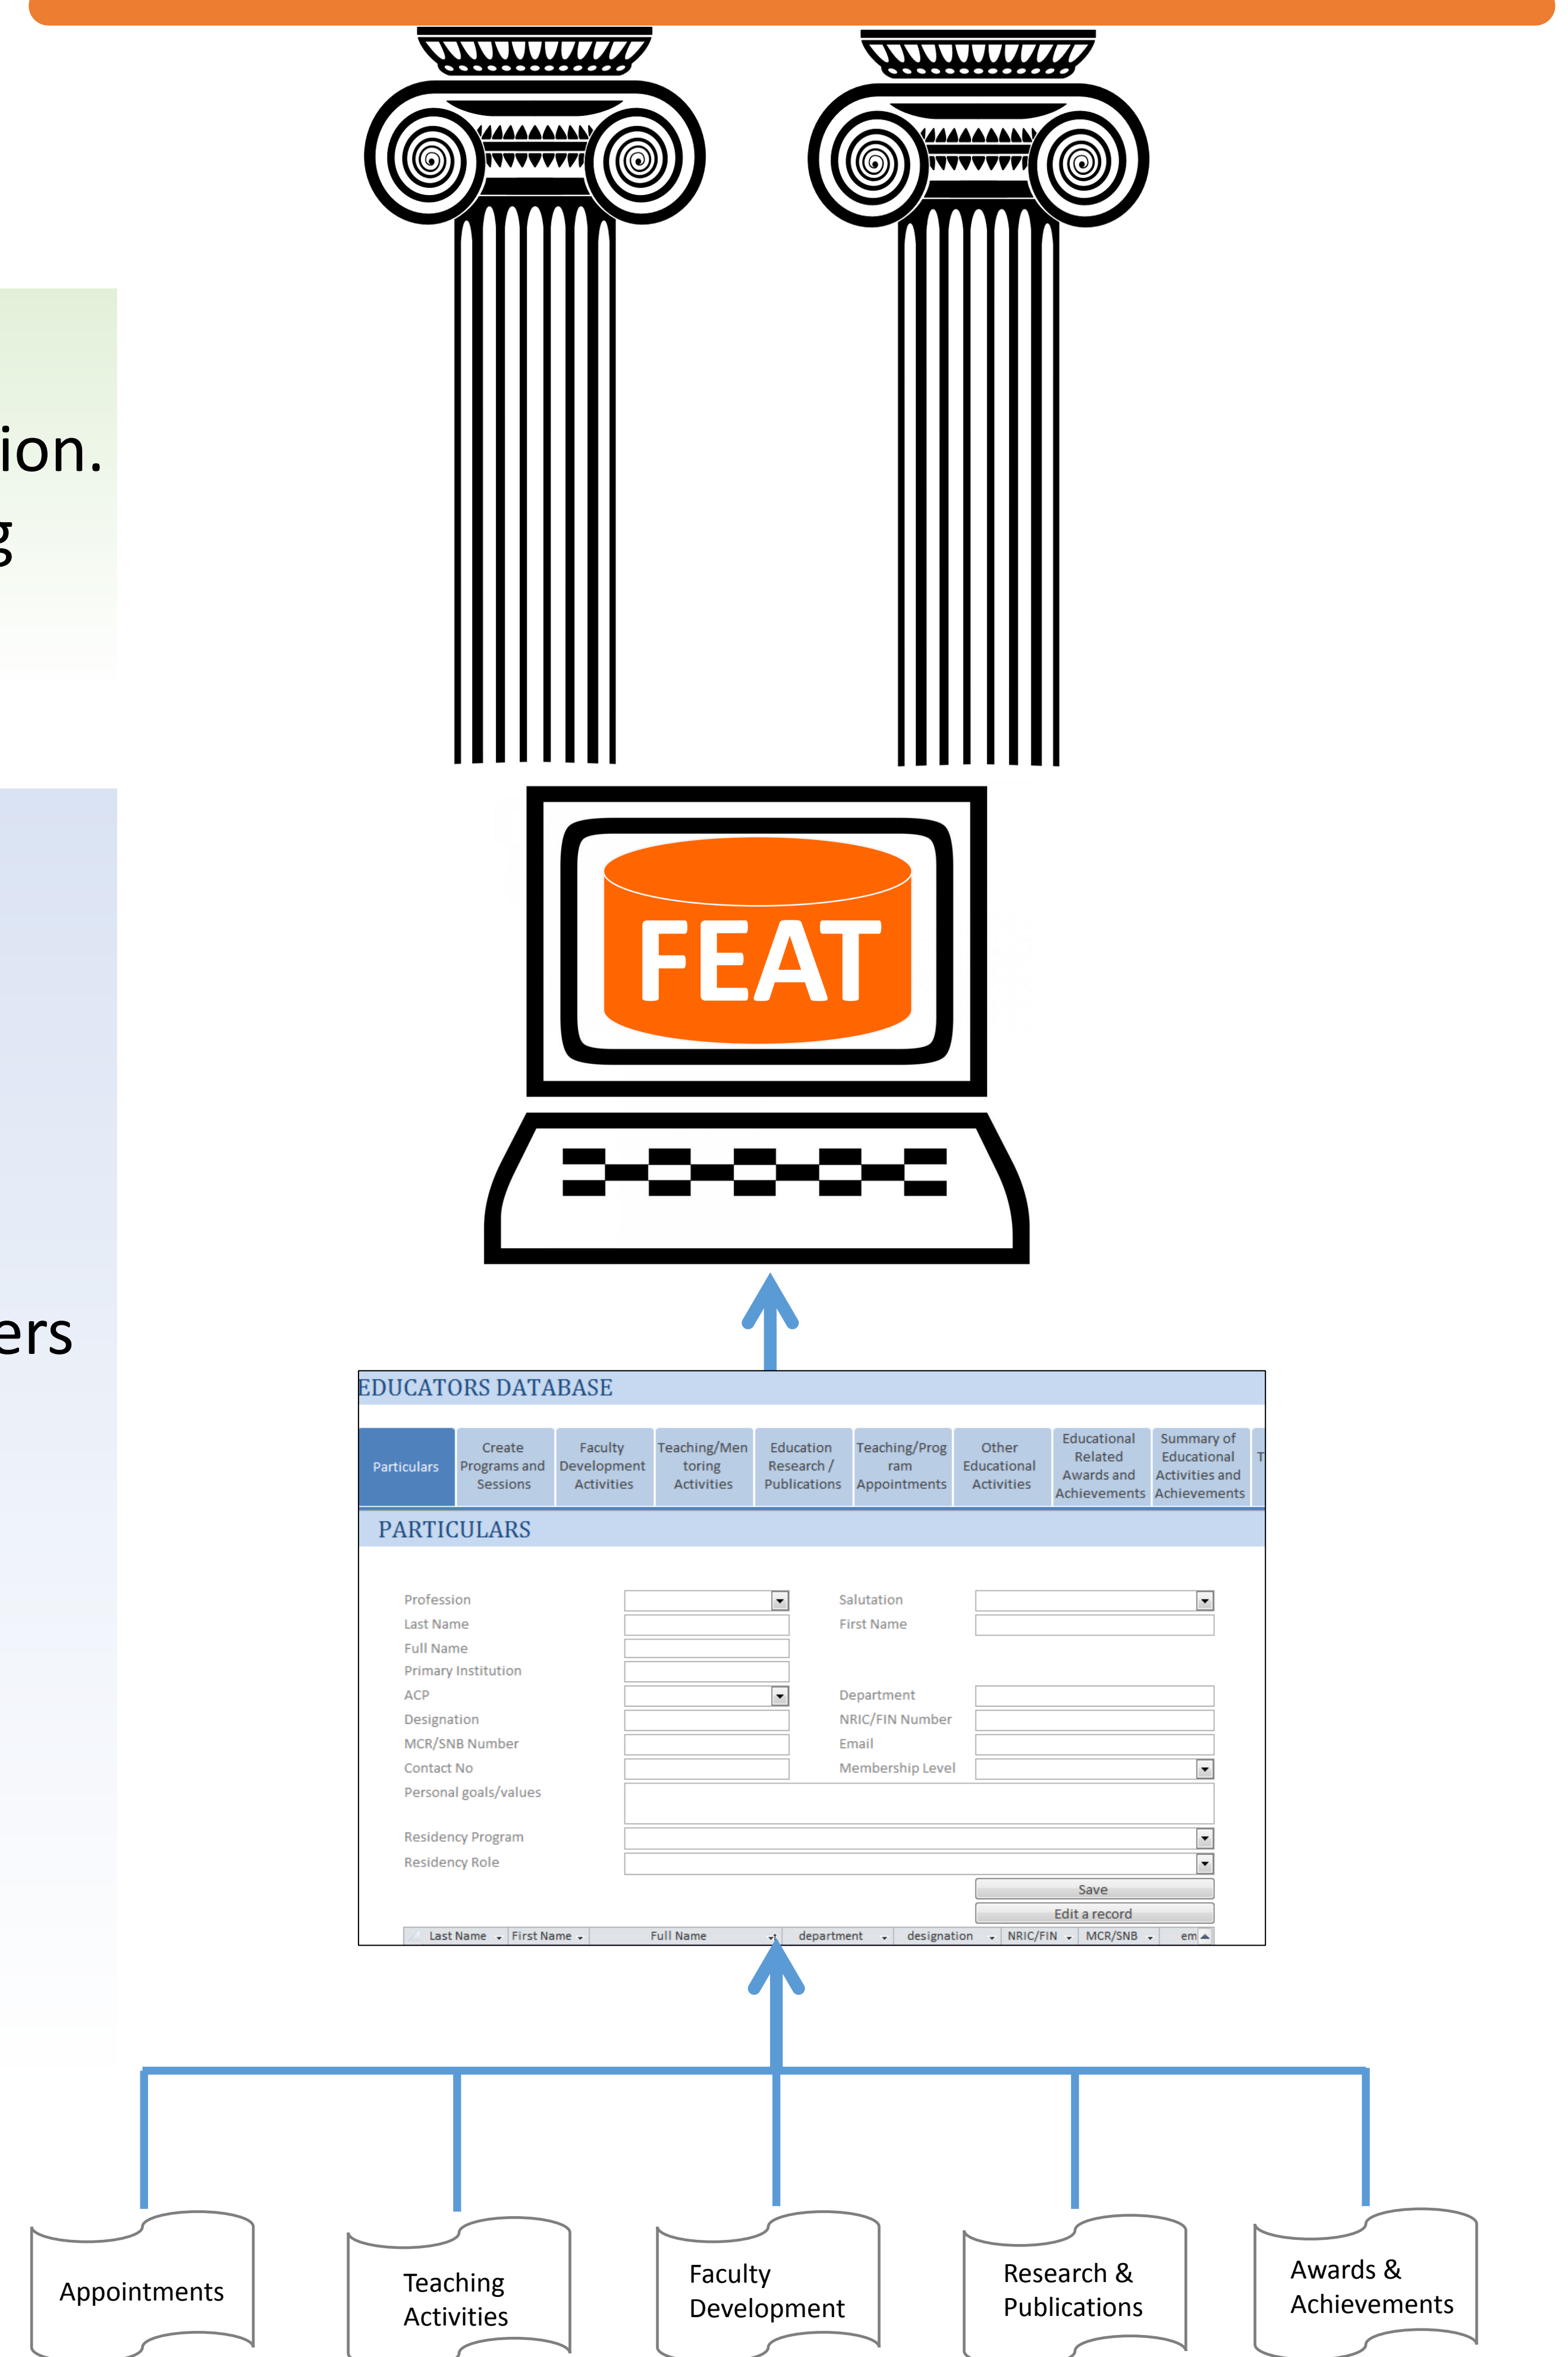 ion.
g
ers
FEAT
EDUCATORS DATABASE
Particulars
Create
Programs and
Sessions
Faculty
Development
Activities
Teaching/Men
toring
Activities
Education
Research /
Publications
Teaching/Prog
ram
Appointments
Other
Educational
Activities
Educational
Related
Awards and
Achievements
Summary of
Educational
Activities and
Achievements
T
PARTICULARS
Profession
Salutation
Last Name
First Name
Full Name
Primary Institution
ACP
Department
Designation
NRIC/FIN Number
MCR/SNB Number
Email
Contact No
Membership Level
Personal goals/values
Residency Program
Residency Role
Save
Edit a record
Last Name First Name Full Name department designation NRIC/FIN MCR/SNB em
Appointments
Teaching
Activities
Faculty
Development
Research &
Publications
Awards &
Achievements